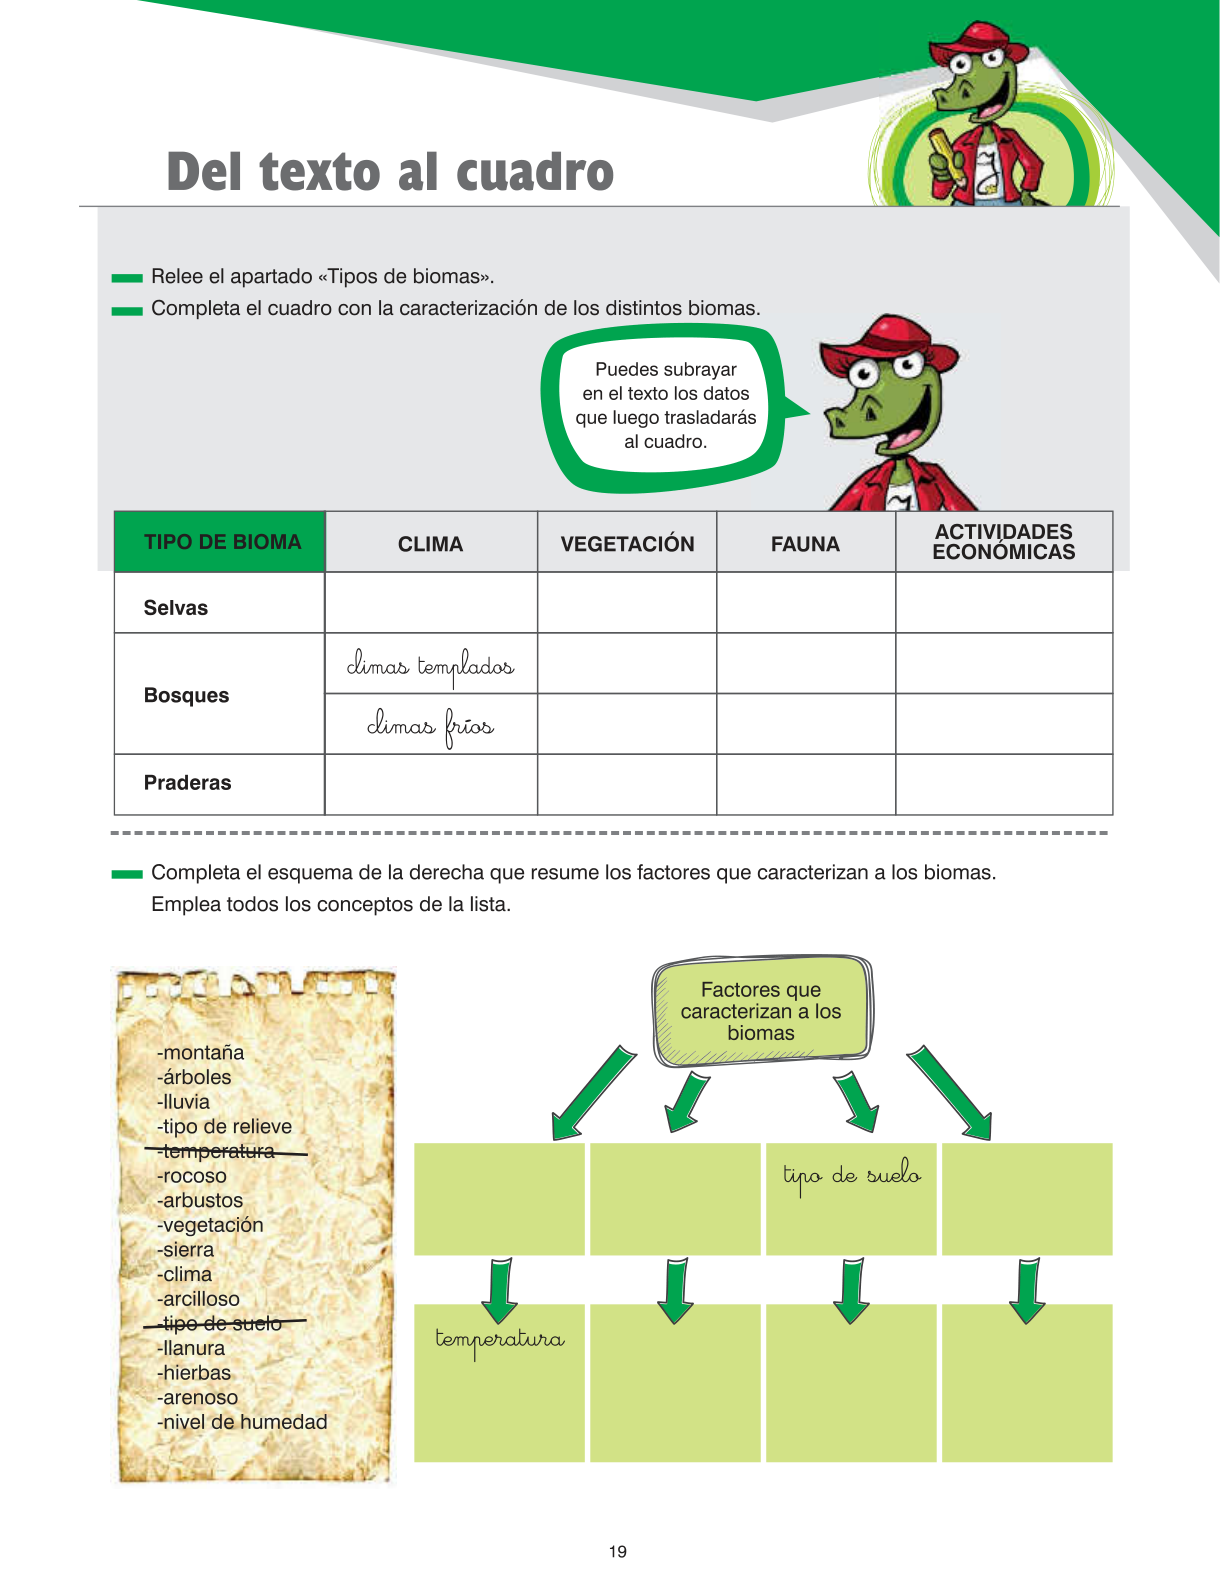 Del texto al cuadro
Relee el apartado «Tipos de biomas».
Completa el cuadro con la caracterización de los distintos biomas.
Puedes subrayar
en el texto los datos
que luego trasladarás
al cuadro.
TIPO DE BIOMA
CLIMA
VEGETACIÓN
FAUNA
ACTIVIDADES
ECONÓMICAS
Selvas
Bosques
climas templados
climas fríos
Praderas
Completa el esquema de la derecha que resume los factores que caracterizan a los biomas.
Emplea todos los conceptos de la lista.
-montaña
-árboles
-lluvia
-tipo de relieve
-temperatura
-rocoso
-arbustos
-vegetación
-sierra
-clima
-arcilloso
-tipo de suelo
-llanura
-hierbas
-arenoso
-nivel de humedad
Factores que
caracterizan a los
biomas
tipo de suelo
temperatura
19